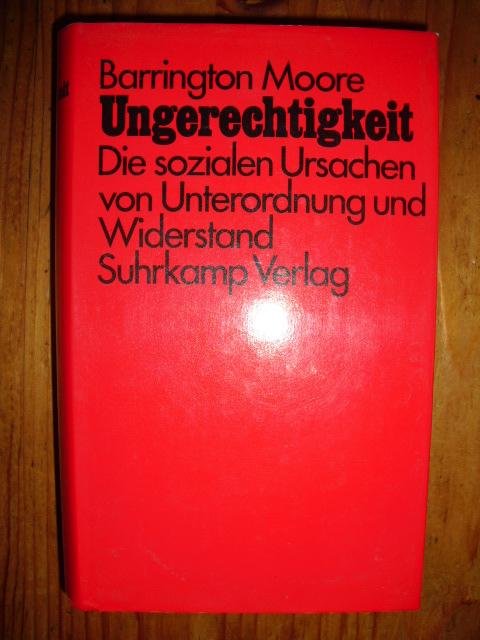 Barrington Moore
Ungerechtigkeit
Die sozialen Ursachen
von Unterordnung und
Widerstand
Suhrkamp Verlag